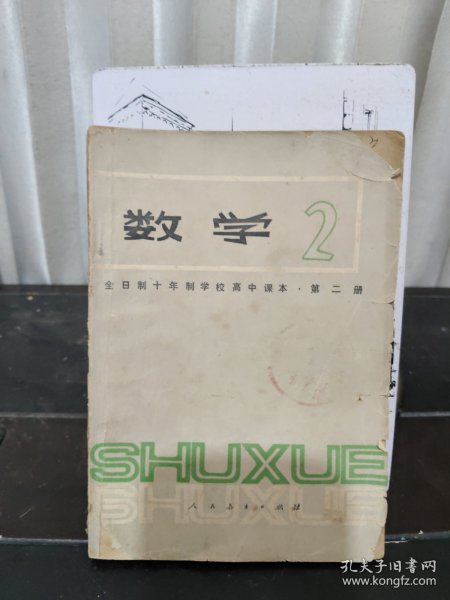 数学 2
全日制十年制学校高中课本·第二册
SHUXUE
SHUXUE
人民教育出版社
孔夫子旧书网
www.kongfz.com